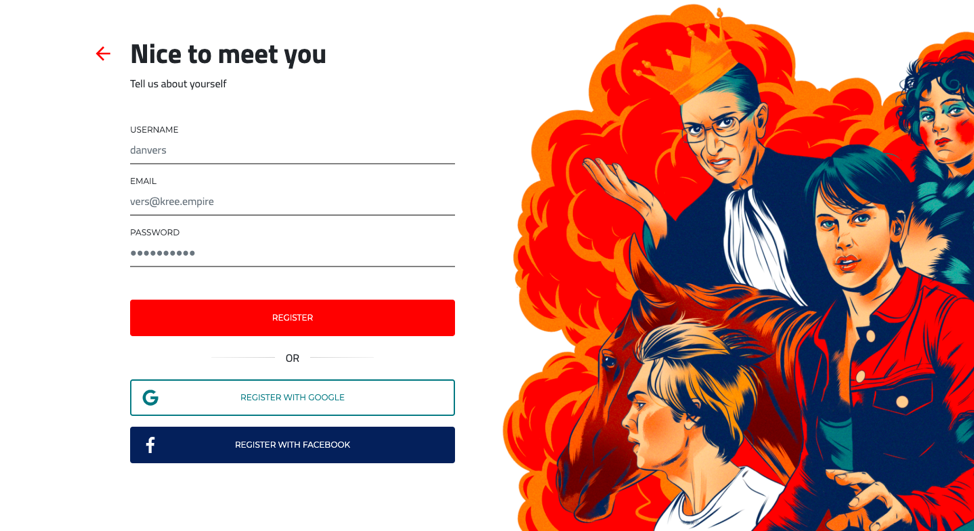 Nice to meet you
Tell us about yourself
USERNAME
danvers
EMAIL
vers@kree.empire
PASSWORD
••••••••••
REGISTER
OR
G REGISTER WITH GOOGLE
f REGISTER WITH FACEBOOK